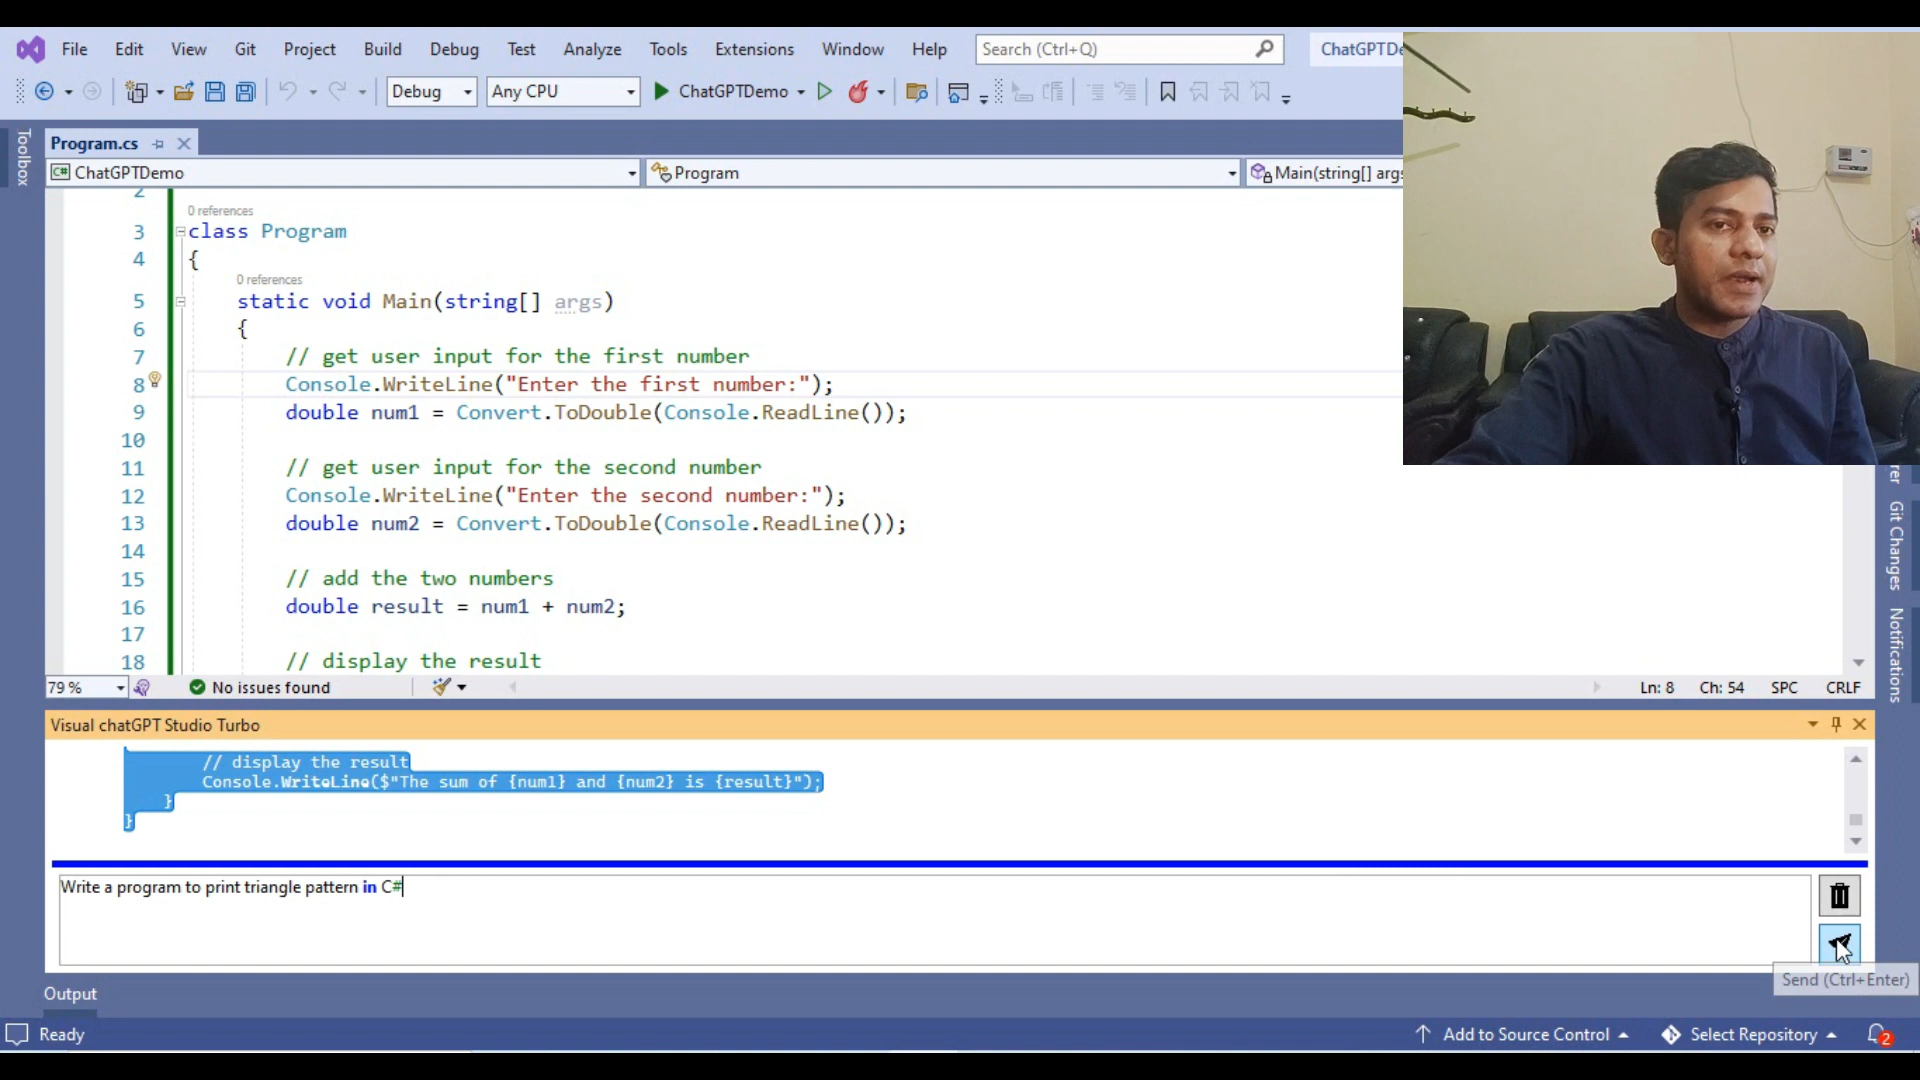 File Edit View Git Project Build Debug Test Analyze Tools Extensions Window Help Search (Ctrl+Q) ChatGPTDe
Debug Any CPU ChatGPTDemo
Toolbox
Program.cs
C# ChatGPTDemo Program Main(string[] args
2
0 references
3 class Program
4 {
0 references
5 static void Main(string[] args)
6 {
7 // get user input for the first number
8 Console.WriteLine("Enter the first number:");
9 double num1 = Convert.ToDouble(Console.ReadLine());
10
11 // get user input for the second number
12 Console.WriteLine("Enter the second number:");
13 double num2 = Convert.ToDouble(Console.ReadLine());
14
15 // add the two numbers
16 double result = num1 + num2;
17
18 // display the result
rer
Git Changes
Notifications
79 % No issues found Ln: 8 Ch: 54 SPC CRLF
Visual chatGPT Studio Turbo
// display the result
Console.WriteLine($"The sum of {num1} and {num2} is {result}");
}
}
Write a program to print triangle pattern in C#
Send (Ctrl+Enter)
Output
Ready Add to Source Control Select Repository 2